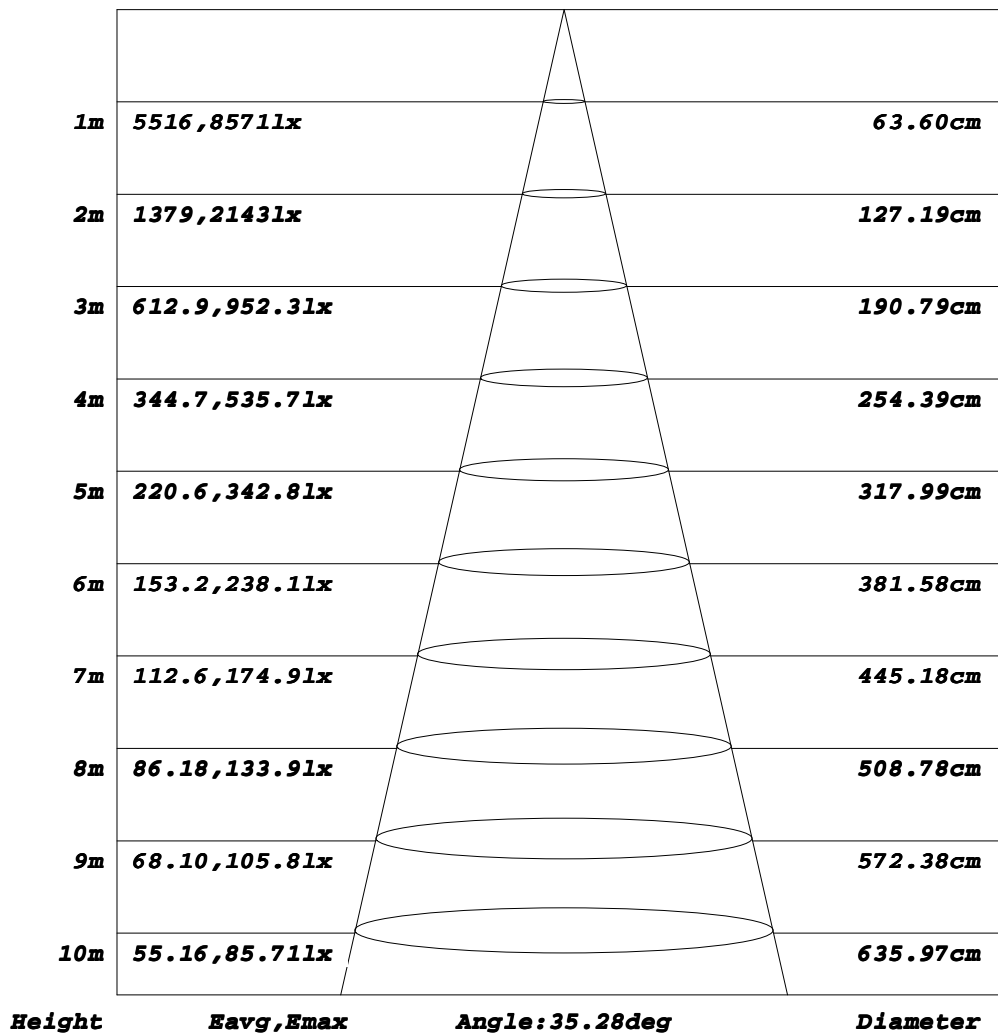 1m 5516,8571lx 63.60cm
2m 1379,2143lx 127.19cm
3m 612.9,952.3lx 190.79cm
4m 344.7,535.7lx 254.39cm
5m 220.6,342.8lx 317.99cm
6m 153.2,238.1lx 381.58cm
7m 112.6,174.9lx 445.18cm
8m 86.18,133.9lx 508.78cm
9m 68.10,105.8lx 572.38cm
10m 55.16,85.71lx 635.97cm
Height Eavg,Emax Angle:35.28deg Diameter